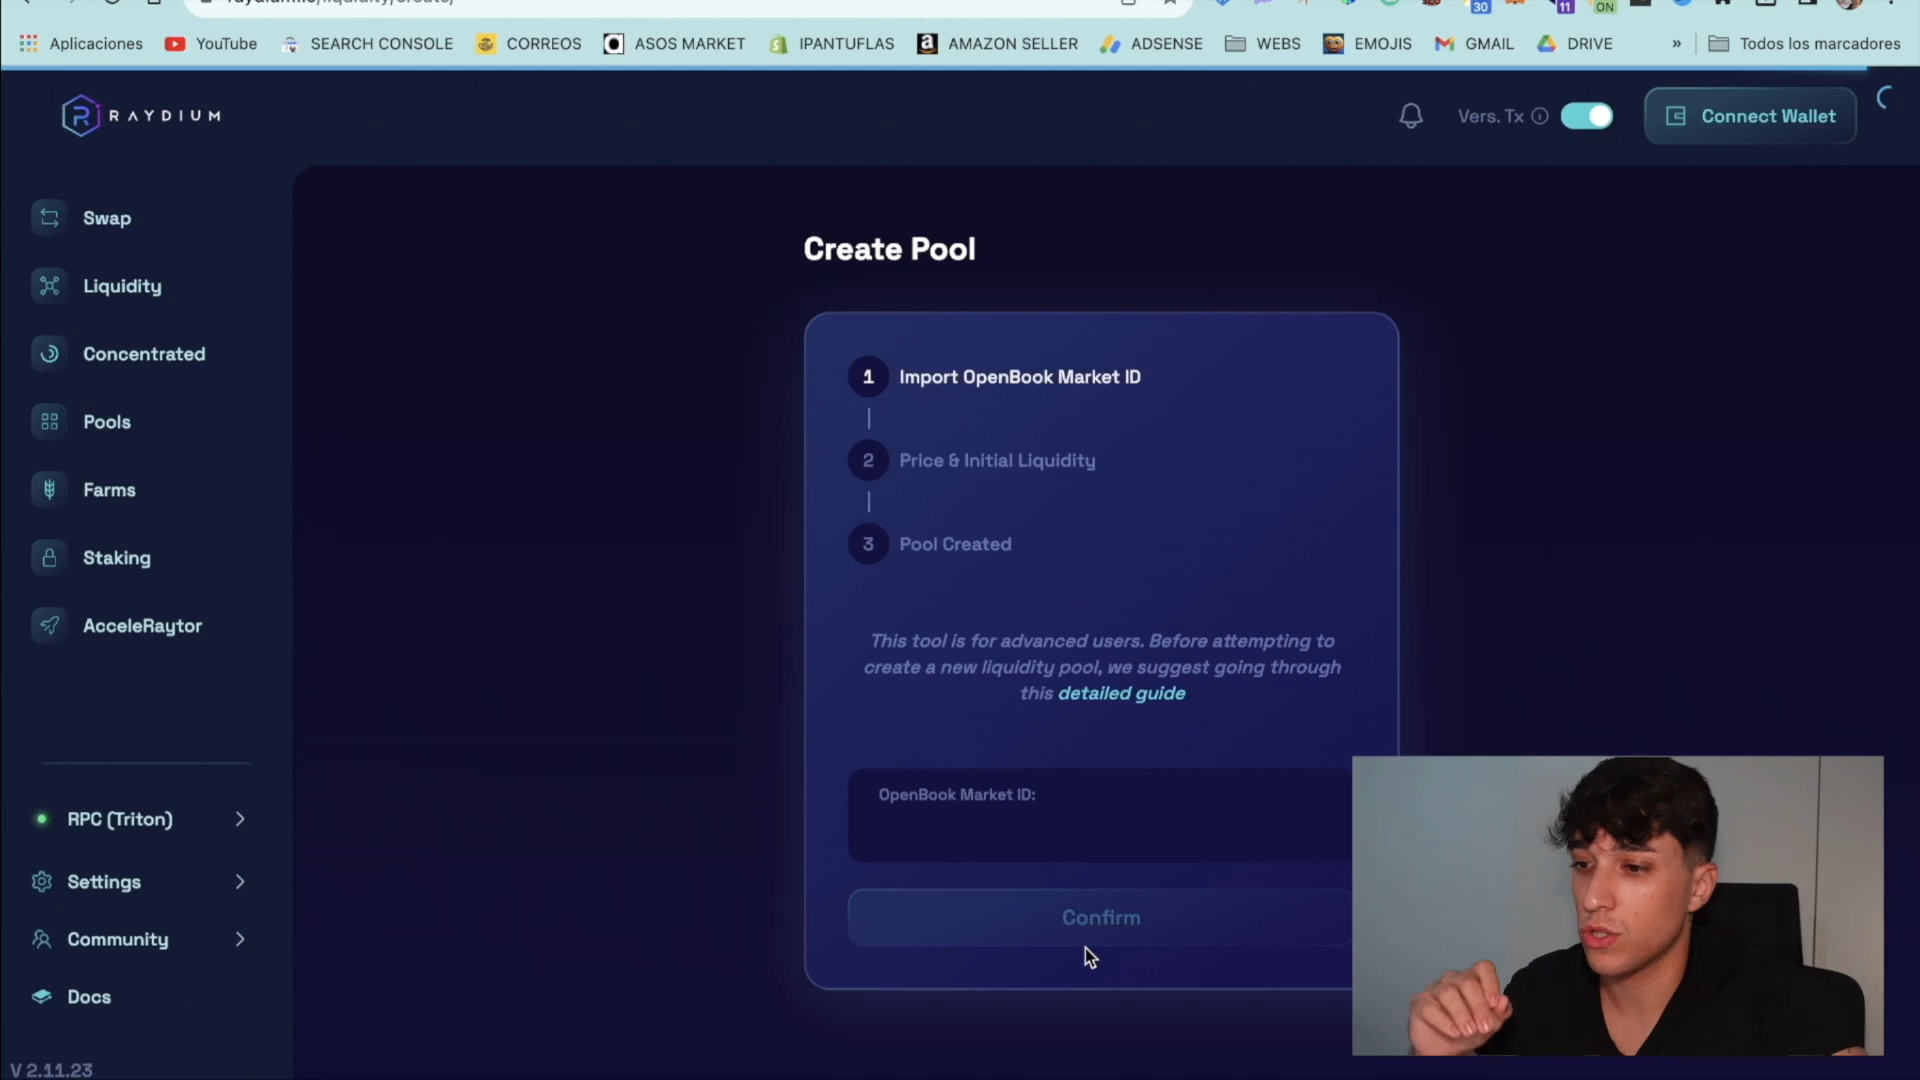 Aplicaciones YouTube SEARCH CONSOLE CORREOS ASOS MARKET IPANTUFLAS AMAZON SELLER ADSENSE WEBS EMOJIS GMAIL DRIVE » Todos los marcadores
30 11 ON
RAYDIUM
Vers. Tx
Connect Wallet
Swap
Liquidity
Concentrated
Pools
Farms
Staking
AcceleRaytor
RPC (Triton)
Settings
Community
Docs
V 2.11.23
Create Pool
1 Import OpenBook Market ID
2 Price & Initial Liquidity
3 Pool Created
This tool is for advanced users. Before attempting to
create a new liquidity pool, we suggest going through
this detailed guide
OpenBook Market ID:
Confirm